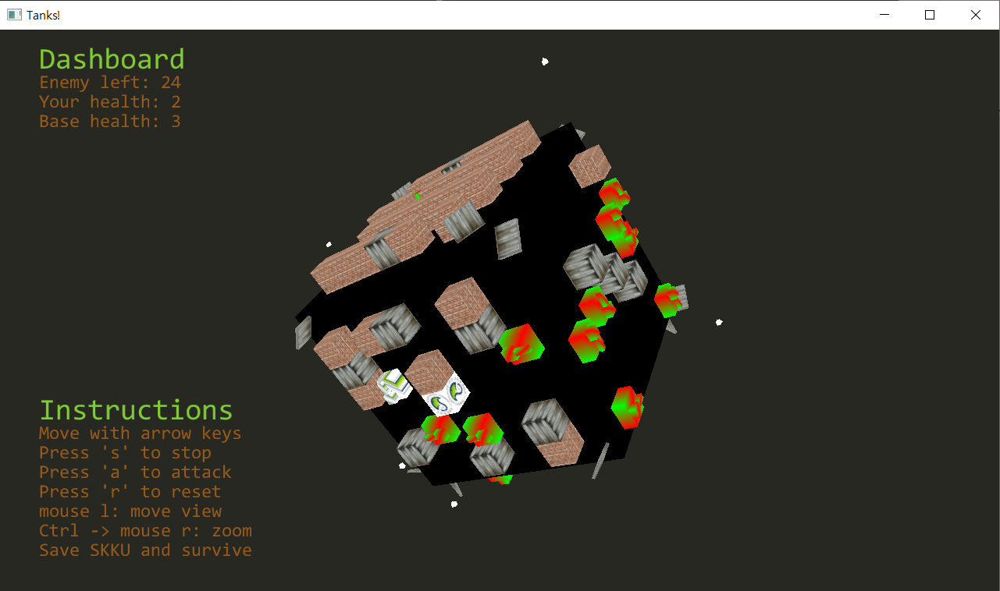 Tanks!
Dashboard
Enemy left: 24
Your health: 2
Base health: 3
Instructions
Move with arrow keys
Press 's' to stop
Press 'a' to attack
Press 'r' to reset
mouse l: move view
Ctrl -> mouse r: zoom
Save SKKU and survive